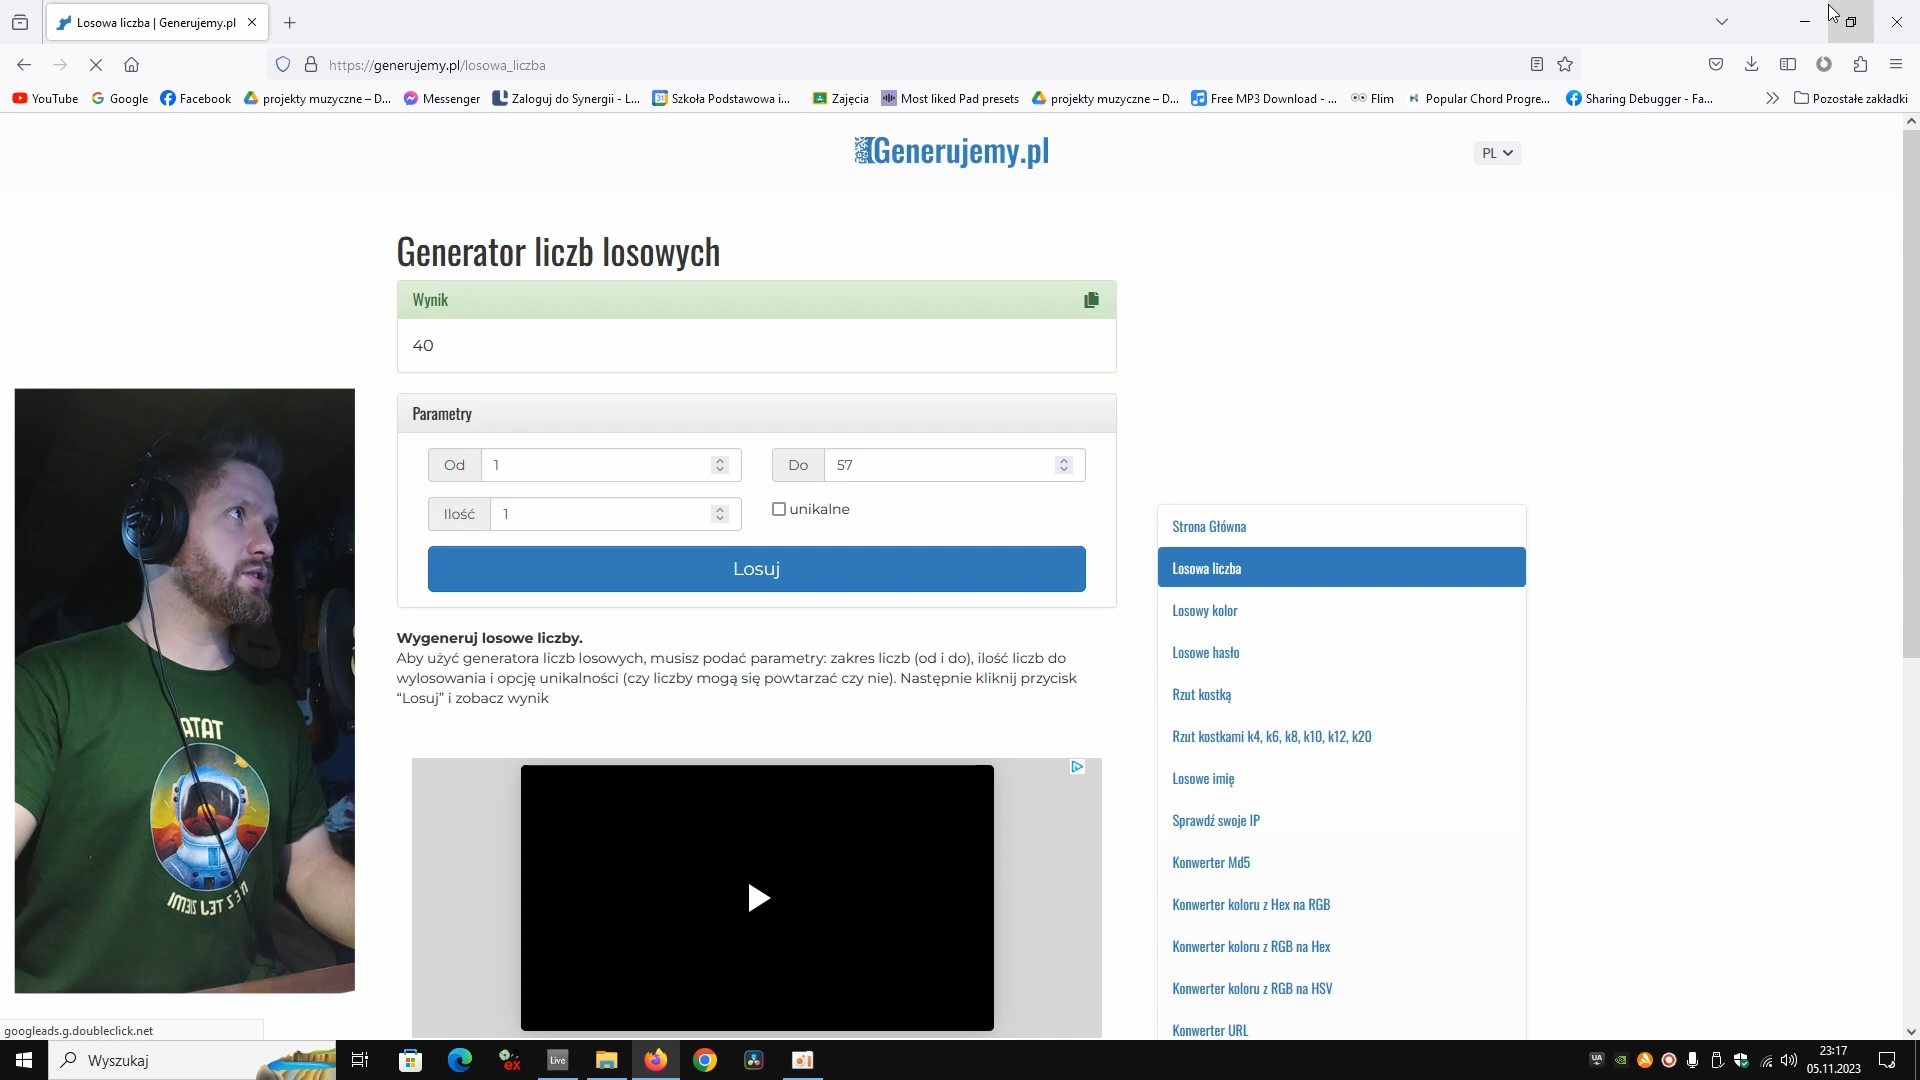 Losowa liczba | Generujemy.pl
https://generujemy.pl/losowa_liczba
YouTube
Google
Facebook
projekty muzyczne – D...
Messenger
Zaloguj do Synergii - L...
Szkoła Podstawowa i...
Zajęcia
Most liked Pad presets
projekty muzyczne – D...
Free MP3 Download - ...
Flim
Popular Chord Progre...
Sharing Debugger - Fa...
Pozostałe zakładki
Generujemy.pl
PL
Generator liczb losowych
Wynik
40
Parametry
Od 1
Do 57
Ilość 1
unikalne
Losuj
Wygeneruj losowe liczby.
Aby użyć generatora liczb losowych, musisz podać parametry: zakres liczb (od i do), ilość liczb do
wylosowania i opcję unikalności (czy liczby mogą się powtarzać czy nie). Następnie kliknij przycisk
“Losuj” i zobacz wynik
Strona Główna
Losowa liczba
Losowy kolor
Losowe hasło
Rzut kostką
Rzut kostkami k4, k6, k8, k10, k12, k20
Losowe imię
Sprawdź swoje IP
Konwerter Md5
Konwerter koloru z Hex na RGB
Konwerter koloru z RGB na Hex
Konwerter koloru z RGB na HSV
Konwerter URL
googleads.g.doubleclick.net
Wyszukaj
ex
Live
UA
23:17
05.11.2023